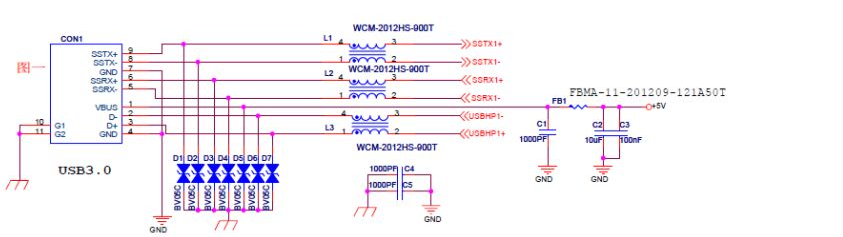 WCM-2012HS-900T
CON1
L1
4
3
SSTX1+
SSTX+
9
SSTX-
8
1
2
SSTX1-
图一
GND
7
WCM-2012HS-900T
SSRX+
6
L2
4
3
SSRX1+
SSRX-
5
1
2
SSRX1-
FBMA-11-201209-121A50T
VBUS
1
FB1
+5V
D-
2
4
3
USBHP1-
10
G1
D+
3
C1
C2
C3
11
G2
GND
4
L3
1
2
USBHP1+
1000PF
10uF
100nF
WCM-2012HS-900T
USB3.0
D1
D2
D3
D4
D5
D6
D7
1000PF
C4
GND
GND
1000PF
C5
BV05C
BV05C
BV05C
BV05C
BV05C
BV05C
BV05C
GND
GND